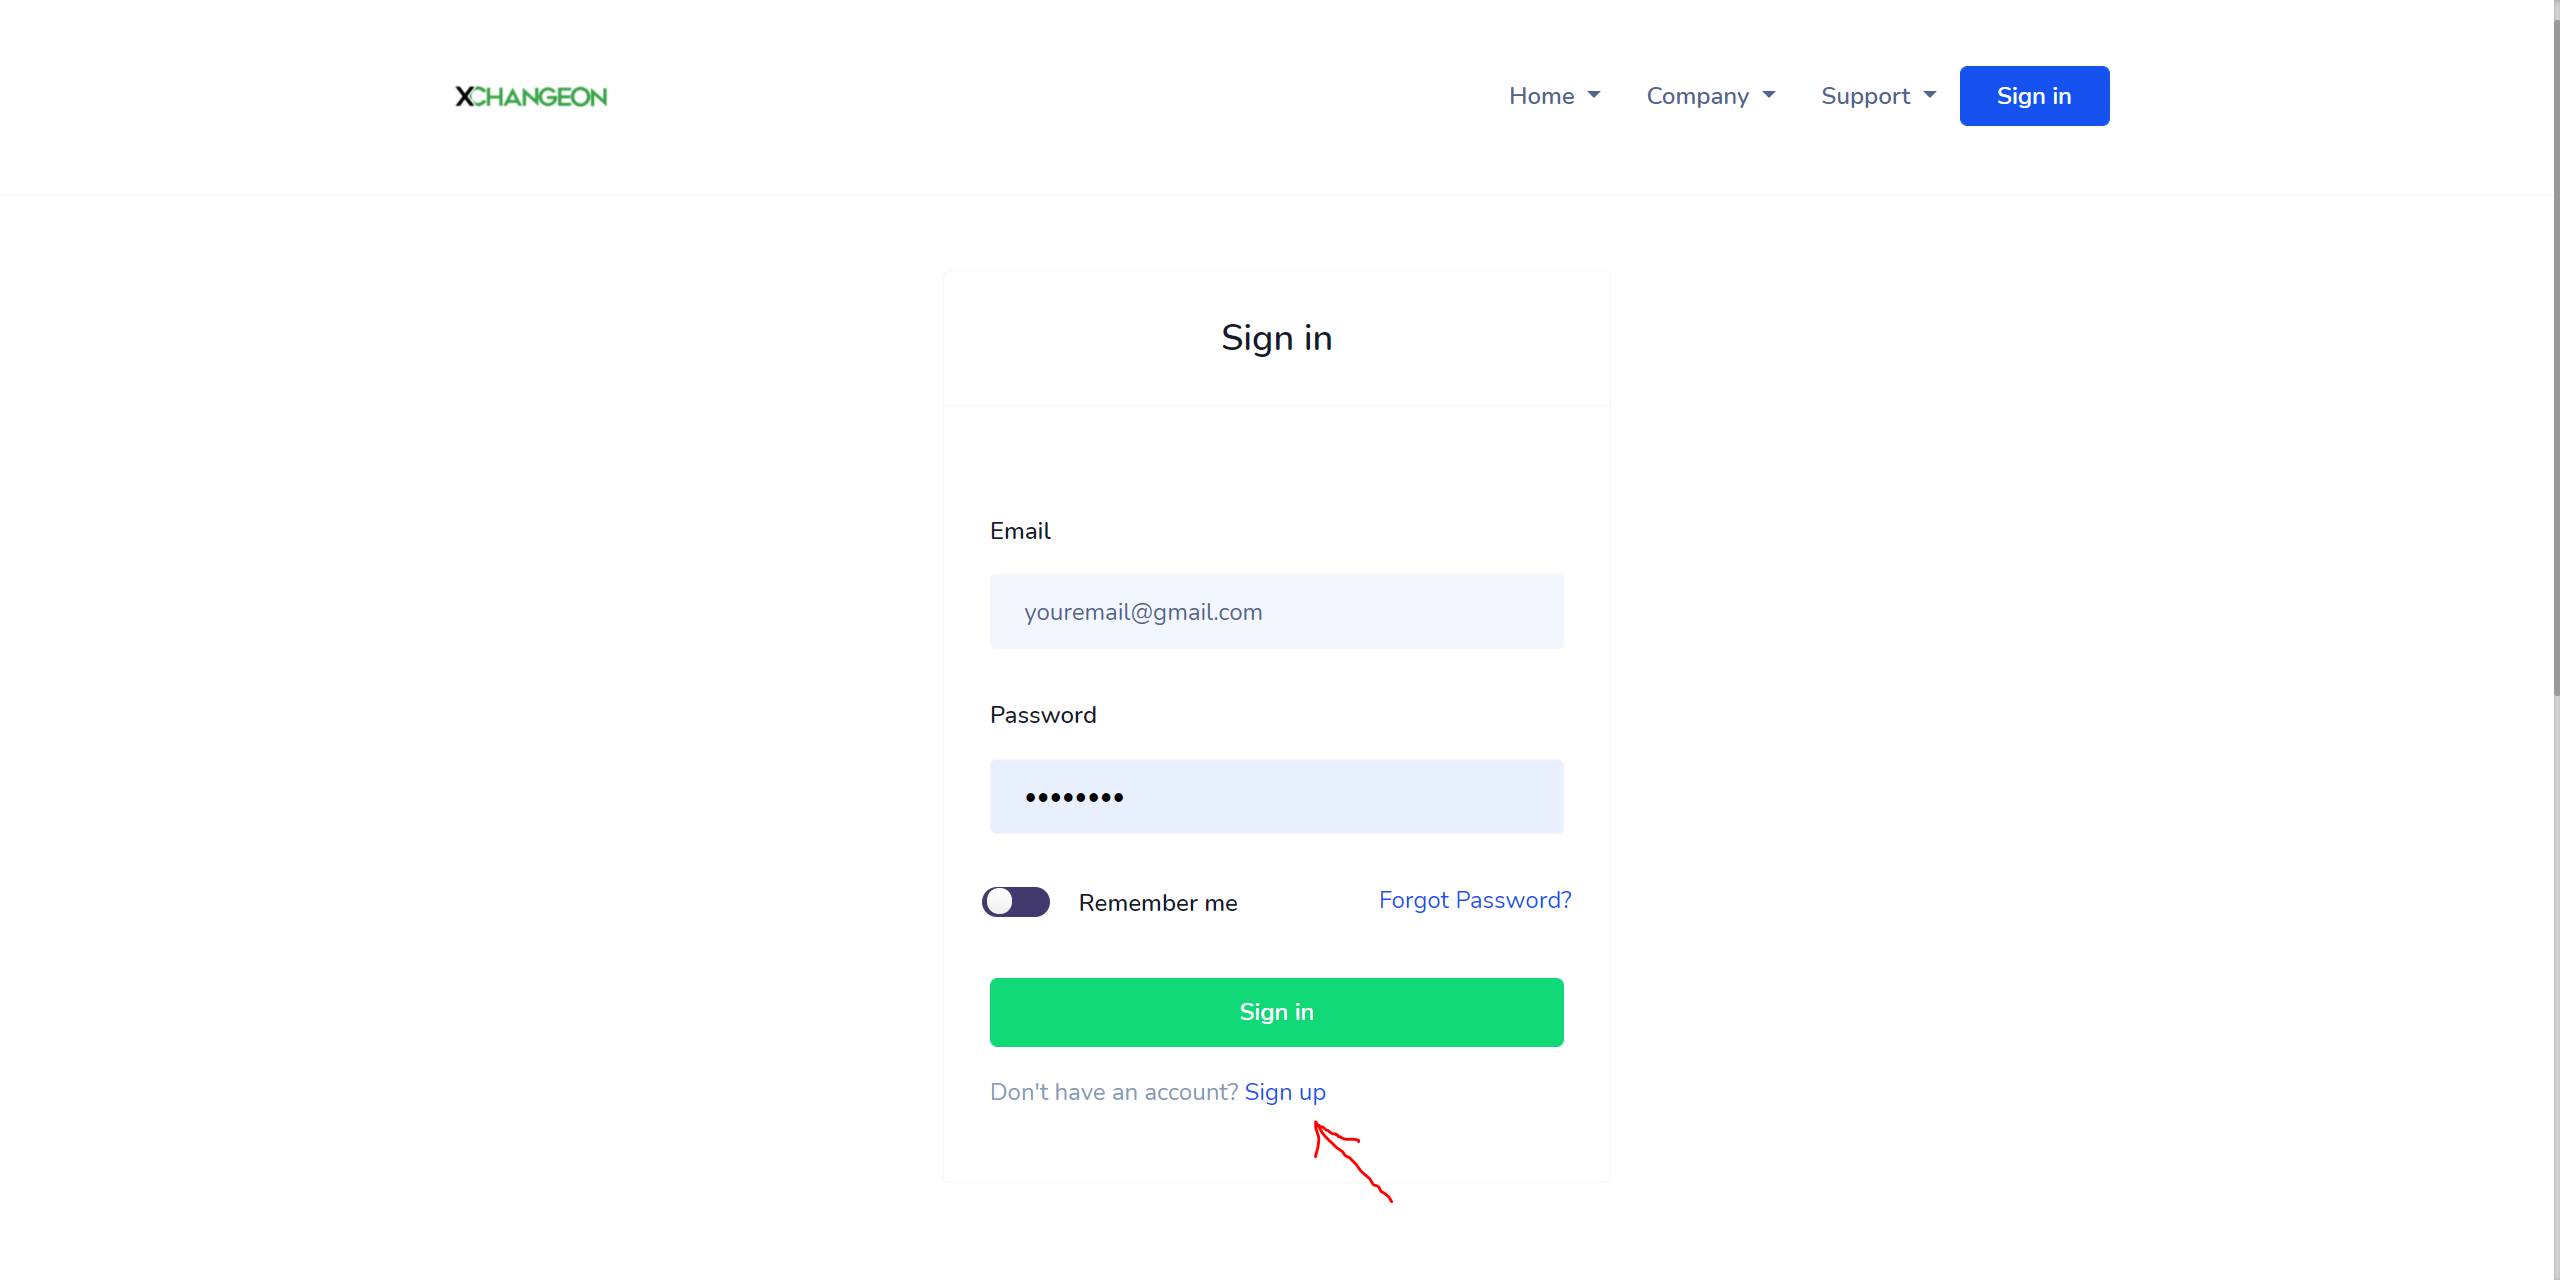 XCHANGEON
Home Company Support Sign in
Sign in
Email
youremail@gmail.com
Password
••••••••
Remember me Forgot Password?
Sign in
Don't have an account? Sign up